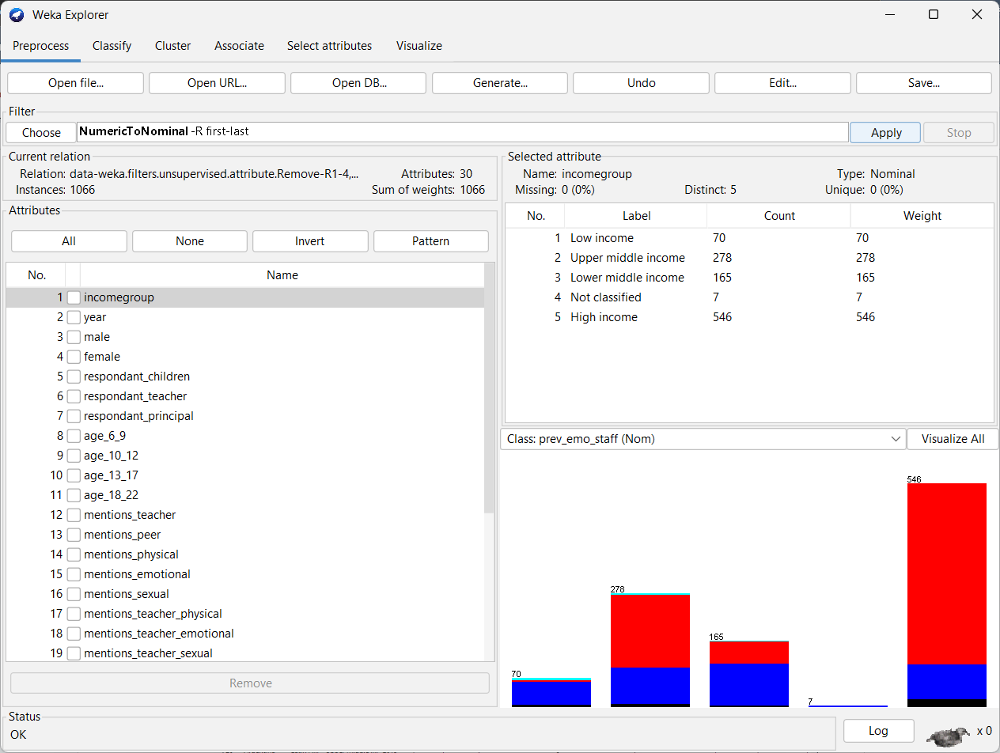 Weka Explorer
Preprocess Classify Cluster Associate Select attributes Visualize
Open file... Open URL... Open DB... Generate... Undo Edit... Save...
Filter
Choose NumericToNominal -R first-last Apply Stop
Current relation
Relation: data-weka.filters.unsupervised.attribute.Remove-R1-4,... Attributes: 30
Instances: 1066 Sum of weights: 1066
Attributes
All None Invert Pattern
No. Name
1 incomegroup
2 year
3 male
4 female
5 respondant_children
6 respondant_teacher
7 respondant_principal
8 age_6_9
9 age_10_12
10 age_13_17
11 age_18_22
12 mentions_teacher
13 mentions_peer
14 mentions_physical
15 mentions_emotional
16 mentions_sexual
17 mentions_teacher_physical
18 mentions_teacher_emotional
19 mentions_teacher_sexual
Remove
Selected attribute
Name: incomegroup Type: Nominal
Missing: 0 (0%) Distinct: 5 Unique: 0 (0%)
No. Label Count Weight
1 Low income 70 70
2 Upper middle income 278 278
3 Lower middle income 165 165
4 Not classified 7 7
5 High income 546 546
Class: prev_emo_staff (Nom) Visualize All
546
278
165
70
7
Status
OK
Log x 0